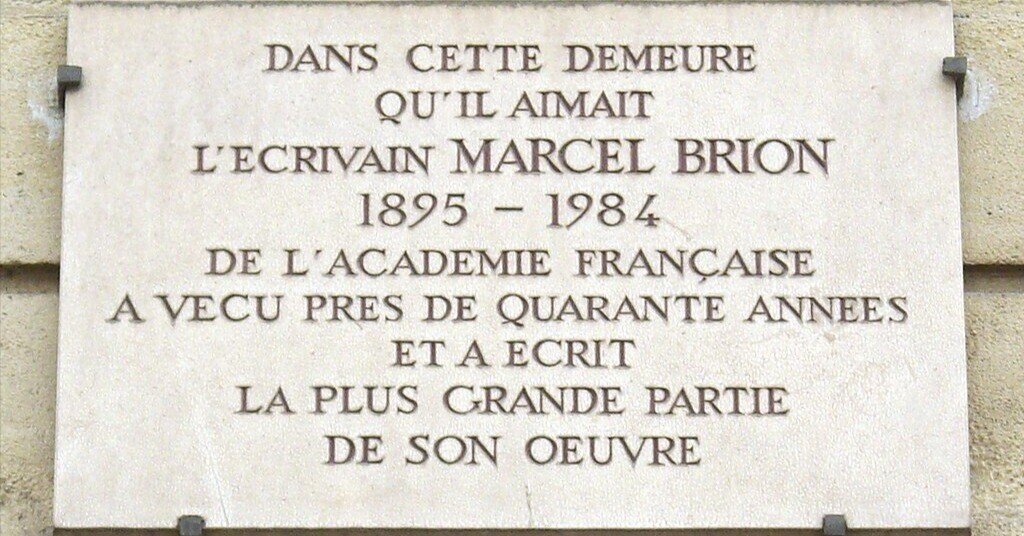 DANS CETTE DEMEURE
QU'IL AIMAIT
L'ECRIVAIN MARCEL BRION
1895 – 1984
DE L'ACADEMIE FRANÇAISE
A VECU PRES DE QUARANTE ANNEES
ET A ECRIT
LA PLUS GRANDE PARTIE
DE SON OEUVRE